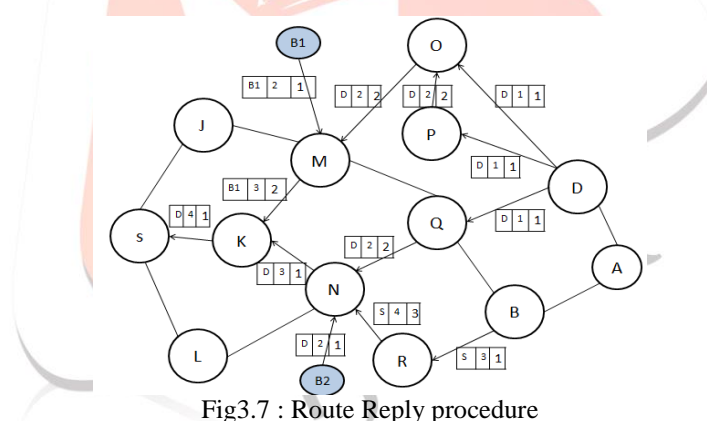 B1
O
B1 2 1
D 2 2
D 2 2
D 1 1
J
P
M
D 1 1
B1 3 2
D
D 4 1
D 1 1
S
K
Q
D 2 2
D 3 1
A
N
S 4 3
B
D 2 1
L
R
S 3 1
B2
Fig3.7 : Route Reply procedure